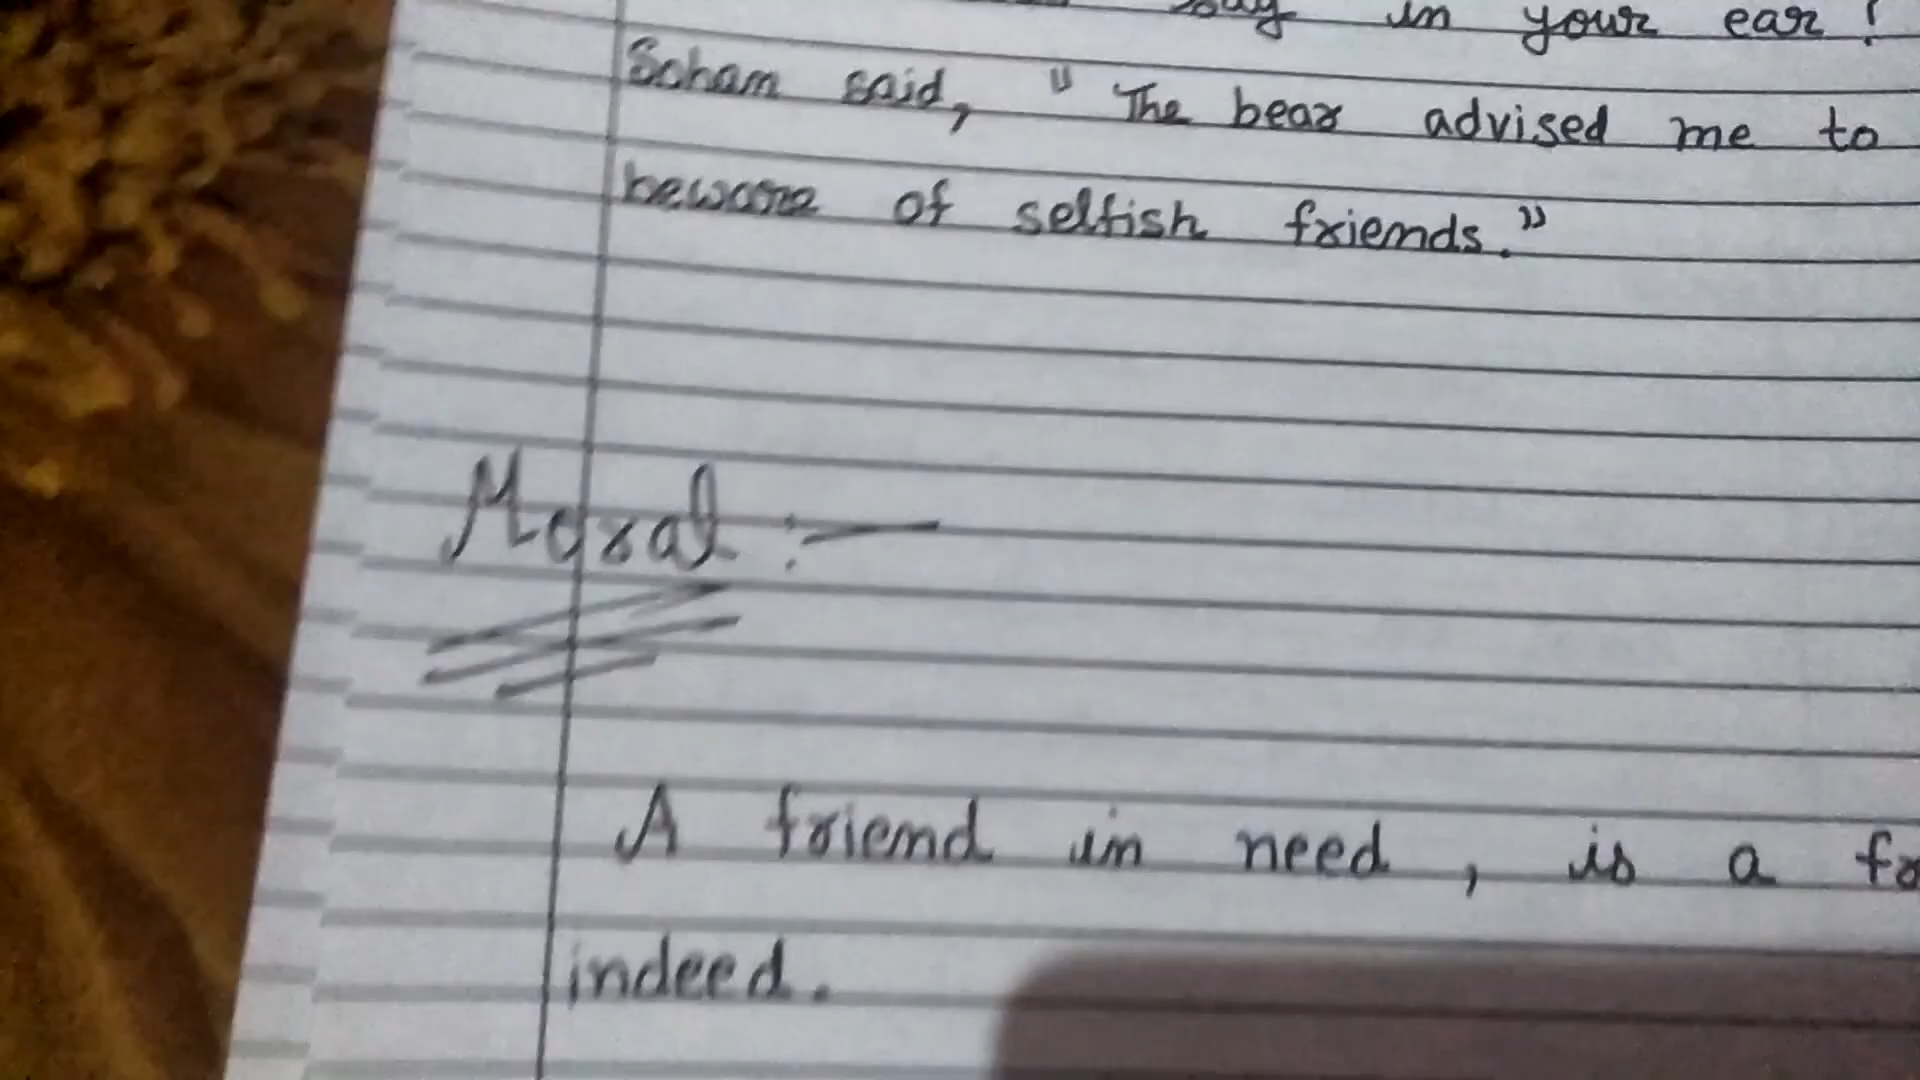 say in your ear!
Soham said, " The bear advised me to
beware of selfish friends."
Moral :-
A friend in need , is a
indeed.